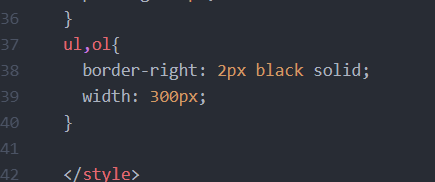 36 }
37 ul,ol{
38 border-right: 2px black solid;
39 width: 300px;
40 }
41
42 </style>